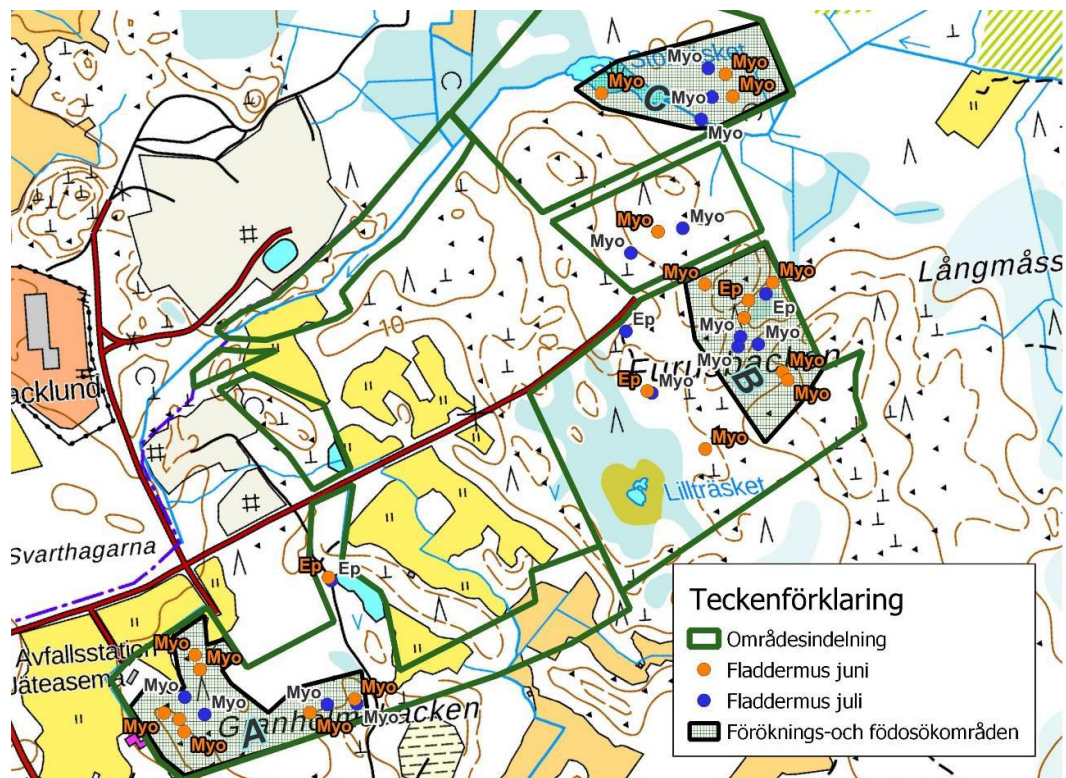 Myo
Myo
Myo
Myo
Myo
C
Myo
Myo
Myo
Myo
Långmåss
Myo
Myo
Ep
Ep
Ep
10
Myo
Myo
Myo
B
Ep
Myo
Myo
Myo
Myo
acklund
Lillträsket
Svarthagarna
Ep
Ep
Avfallsstation
Jäteasema
Myo
Myo
Myo
Myo
Myo
Myo
A
Myo
Myo
Myo
Teckenförklaring
Områdesindelning
Fladdermus juni
Fladdermus juli
Föröknings-och födosökområden